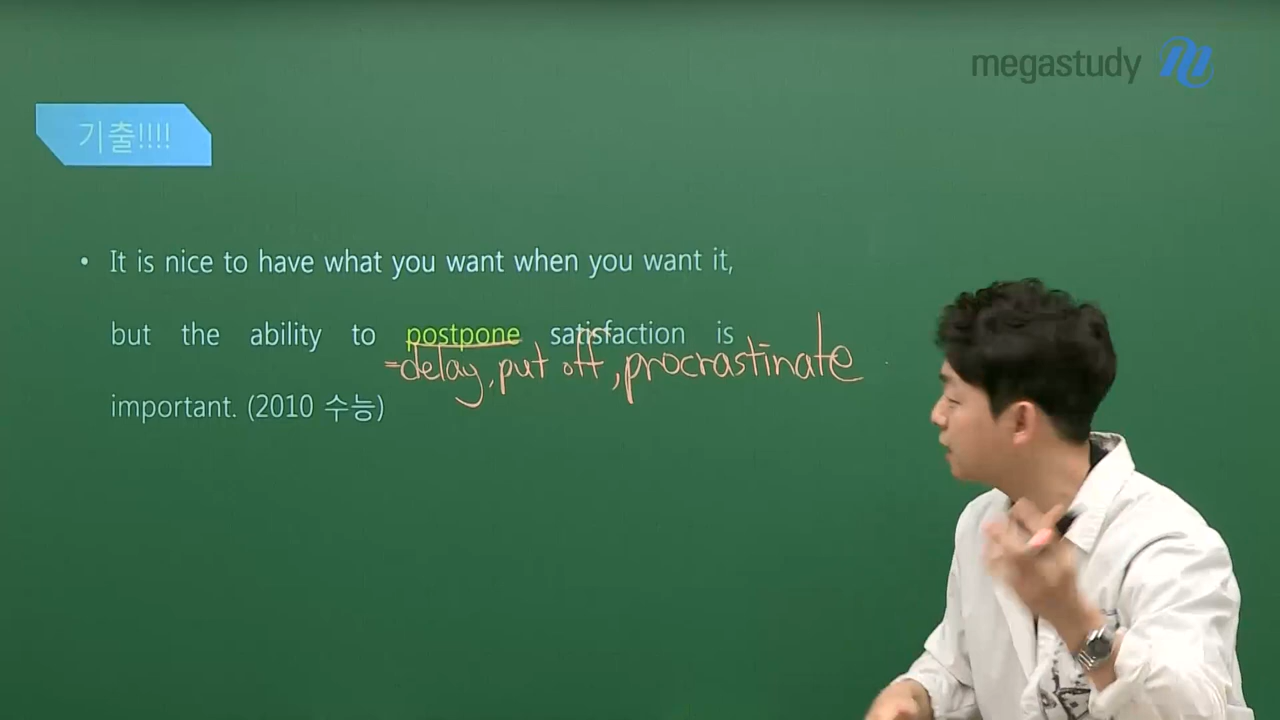 megastudy
기출!!!!
• It is nice to have what you want when you want it,
but the ability to postpone satisfaction is
=delay, put off, procrastinate
important. (2010 수능)